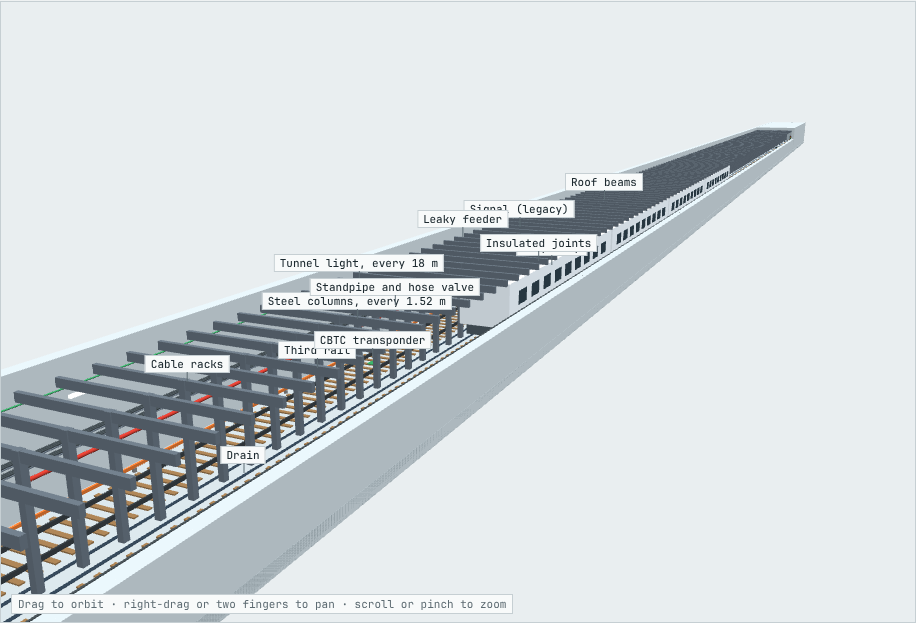 Roof beams
Signal (legacy)
Leaky feeder
Insulated joints
Tunnel light, every 18 m
Standpipe and hose valve
Steel columns, every 1.52 m
CBTC transponder
Third rail
Cable racks
Drain
Drag to orbit · right-drag or two fingers to pan · scroll or pinch to zoom